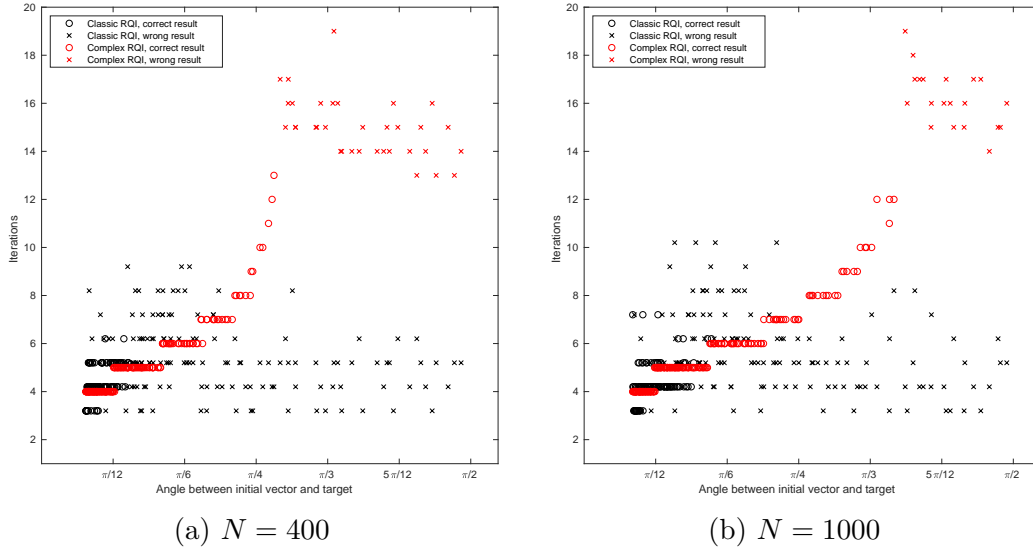 20
18
16
14
12
10
8
6
4
2
Iterations
Classic RQI, correct result
Classic RQI, wrong result
Complex RQI, correct result
Complex RQI, wrong result
π/12
π/6
π/4
π/3
5π/12
π/2
Angle between initial vector and target
(a) N = 400
20
18
16
14
12
10
8
6
4
2
Iterations
Classic RQI, correct result
Classic RQI, wrong result
Complex RQI, correct result
Complex RQI, wrong result
π/12
π/6
π/4
π/3
5π/12
π/2
Angle between initial vector and target
(b) N = 1000